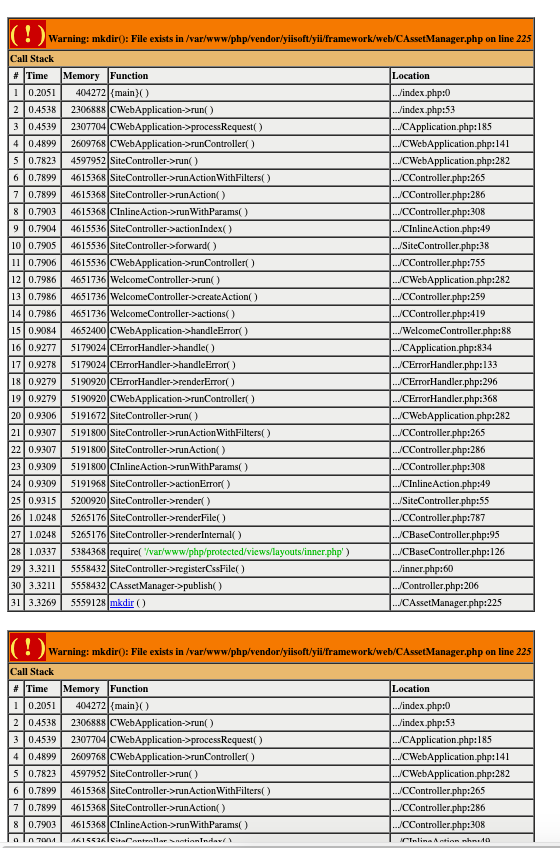 ( ! ) Warning: mkdir(): File exists in /var/www/php/vendor/yiisoft/yii/framework/web/CAssetManager.php on line 225
Call Stack
# Time Memory Function Location
1 0.2051 404272 {main}( ) .../index.php:0
2 0.4538 2306888 CWebApplication->run( ) .../index.php:53
3 0.4539 2307704 CWebApplication->processRequest( ) .../CApplication.php:185
4 0.4899 2609768 CWebApplication->runController( ) .../CWebApplication.php:141
5 0.7823 4597952 SiteController->run( ) .../CWebApplication.php:282
6 0.7899 4615368 SiteController->runActionWithFilters( ) .../CController.php:265
7 0.7899 4615368 SiteController->runAction( ) .../CController.php:286
8 0.7903 4615368 CInlineAction->runWithParams( ) .../CController.php:308
9 0.7904 4615536 SiteController->actionIndex( ) .../CInlineAction.php:49
10 0.7905 4615536 SiteController->forward( ) .../SiteController.php:38
11 0.7906 4615536 CWebApplication->runController( ) .../CController.php:755
12 0.7986 4651736 WelcomeController->run( ) .../CWebApplication.php:282
13 0.7986 4651736 WelcomeController->createAction( ) .../CController.php:259
14 0.7986 4651736 WelcomeController->actions( ) .../CController.php:419
15 0.9084 4652400 CWebApplication->handleError( ) .../WelcomeController.php:88
16 0.9277 5179024 CErrorHandler->handle( ) .../CApplication.php:834
17 0.9278 5179024 CErrorHandler->handleError( ) .../CErrorHandler.php:133
18 0.9279 5190920 CErrorHandler->renderError( ) .../CErrorHandler.php:296
19 0.9279 5190920 CWebApplication->runController( ) .../CErrorHandler.php:368
20 0.9306 5191672 SiteController->run( ) .../CWebApplication.php:282
21 0.9307 5191800 SiteController->runActionWithFilters( ) .../CController.php:265
22 0.9307 5191800 SiteController->runAction( ) .../CController.php:286
23 0.9309 5191800 CInlineAction->runWithParams( ) .../CController.php:308
24 0.9309 5191968 SiteController->actionError( ) .../CInlineAction.php:49
25 0.9315 5200920 SiteController->render( ) .../SiteController.php:55
26 1.0248 5265176 SiteController->renderFile( ) .../CController.php:787
27 1.0248 5265176 SiteController->renderInternal( ) .../CBaseController.php:95
28 1.0337 5384368 require( '/var/www/php/protected/views/layouts/inner.php' ) .../CBaseController.php:126
29 3.3211 5558432 SiteController->registerCssFile( ) .../inner.php:60
30 3.3211 5558432 CAssetManager->publish( ) .../Controller.php:206
31 3.3269 5559128 mkdir ( ) .../CAssetManager.php:225
( ! ) Warning: mkdir(): File exists in /var/www/php/vendor/yiisoft/yii/framework/web/CAssetManager.php on line 225
Call Stack
# Time Memory Function Location
1 0.2051 404272 {main}( ) .../index.php:0
2 0.4538 2306888 CWebApplication->run( ) .../index.php:53
3 0.4539 2307704 CWebApplication->processRequest( ) .../CApplication.php:185
4 0.4899 2609768 CWebApplication->runController( ) .../CWebApplication.php:141
5 0.7823 4597952 SiteController->run( ) .../CWebApplication.php:282
6 0.7899 4615368 SiteController->runActionWithFilters( ) .../CController.php:265
7 0.7899 4615368 SiteController->runAction( ) .../CController.php:286
8 0.7903 4615368 CInlineAction->runWithParams( ) .../CController.php:308
9 0.7904 4615536 SiteController->actionIndex( ) .../CInlineAction.php:49